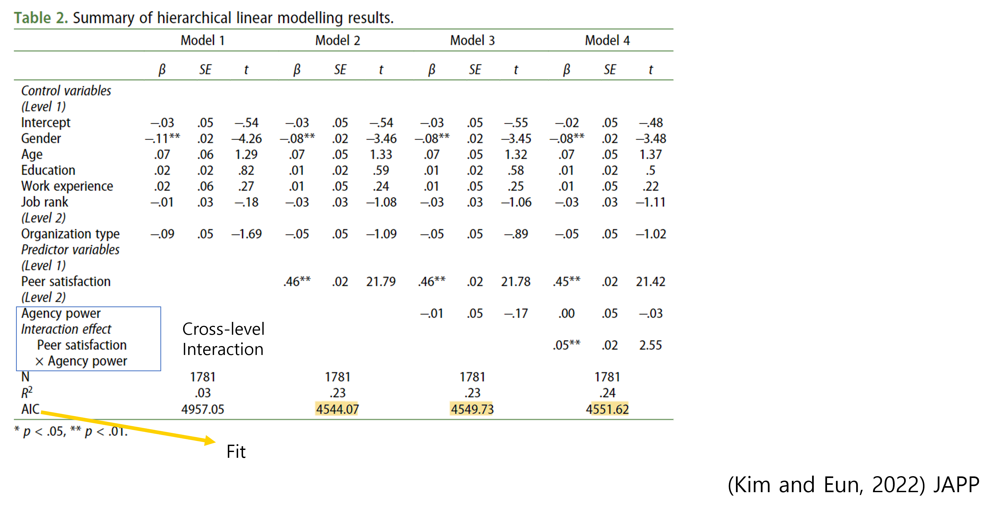 Table 2. Summary of hierarchical linear modelling results.
Model 1 Model 2 Model 3 Model 4
β SE t β SE t β SE t β SE t
Control variables
(Level 1)
Intercept –.03 .05 –.54 –.03 .05 –.54 –.03 .05 –.55 –.02 .05 –.48
Gender –.11** .02 –4.26 –.08** .02 –3.46 –.08** .02 –3.45 –.08** .02 –3.48
Age .07 .06 1.29 .07 .05 1.33 .07 .05 1.32 .07 .05 1.37
Education .02 .02 .82 .01 .02 .59 .01 .02 .58 .01 .02 .5
Work experience .02 .06 .27 .01 .05 .24 .01 .05 .25 .01 .05 .22
Job rank –.01 .03 –.18 –.03 .03 –1.08 –.03 .03 –1.06 –.03 .03 –1.11
(Level 2)
Organization type –.09 .05 –1.69 –.05 .05 –1.09 –.05 .05 –.89 –.05 .05 –1.02
Predictor variables
(Level 1)
Peer satisfaction .46** .02 21.79 .46** .02 21.78 .45** .02 21.42
(Level 2)
Agency power –.01 .05 –.17 .00 .05 –.03
Interaction effect
Peer satisfaction .05** .02 2.55
× Agency power
Cross-level
Interaction
N 1781 1781 1781 1781
R² .03 .23 .23 .24
AIC 4957.05 4544.07 4549.73 4551.62
* p < .05, ** p < .01.
Fit
(Kim and Eun, 2022) JAPP